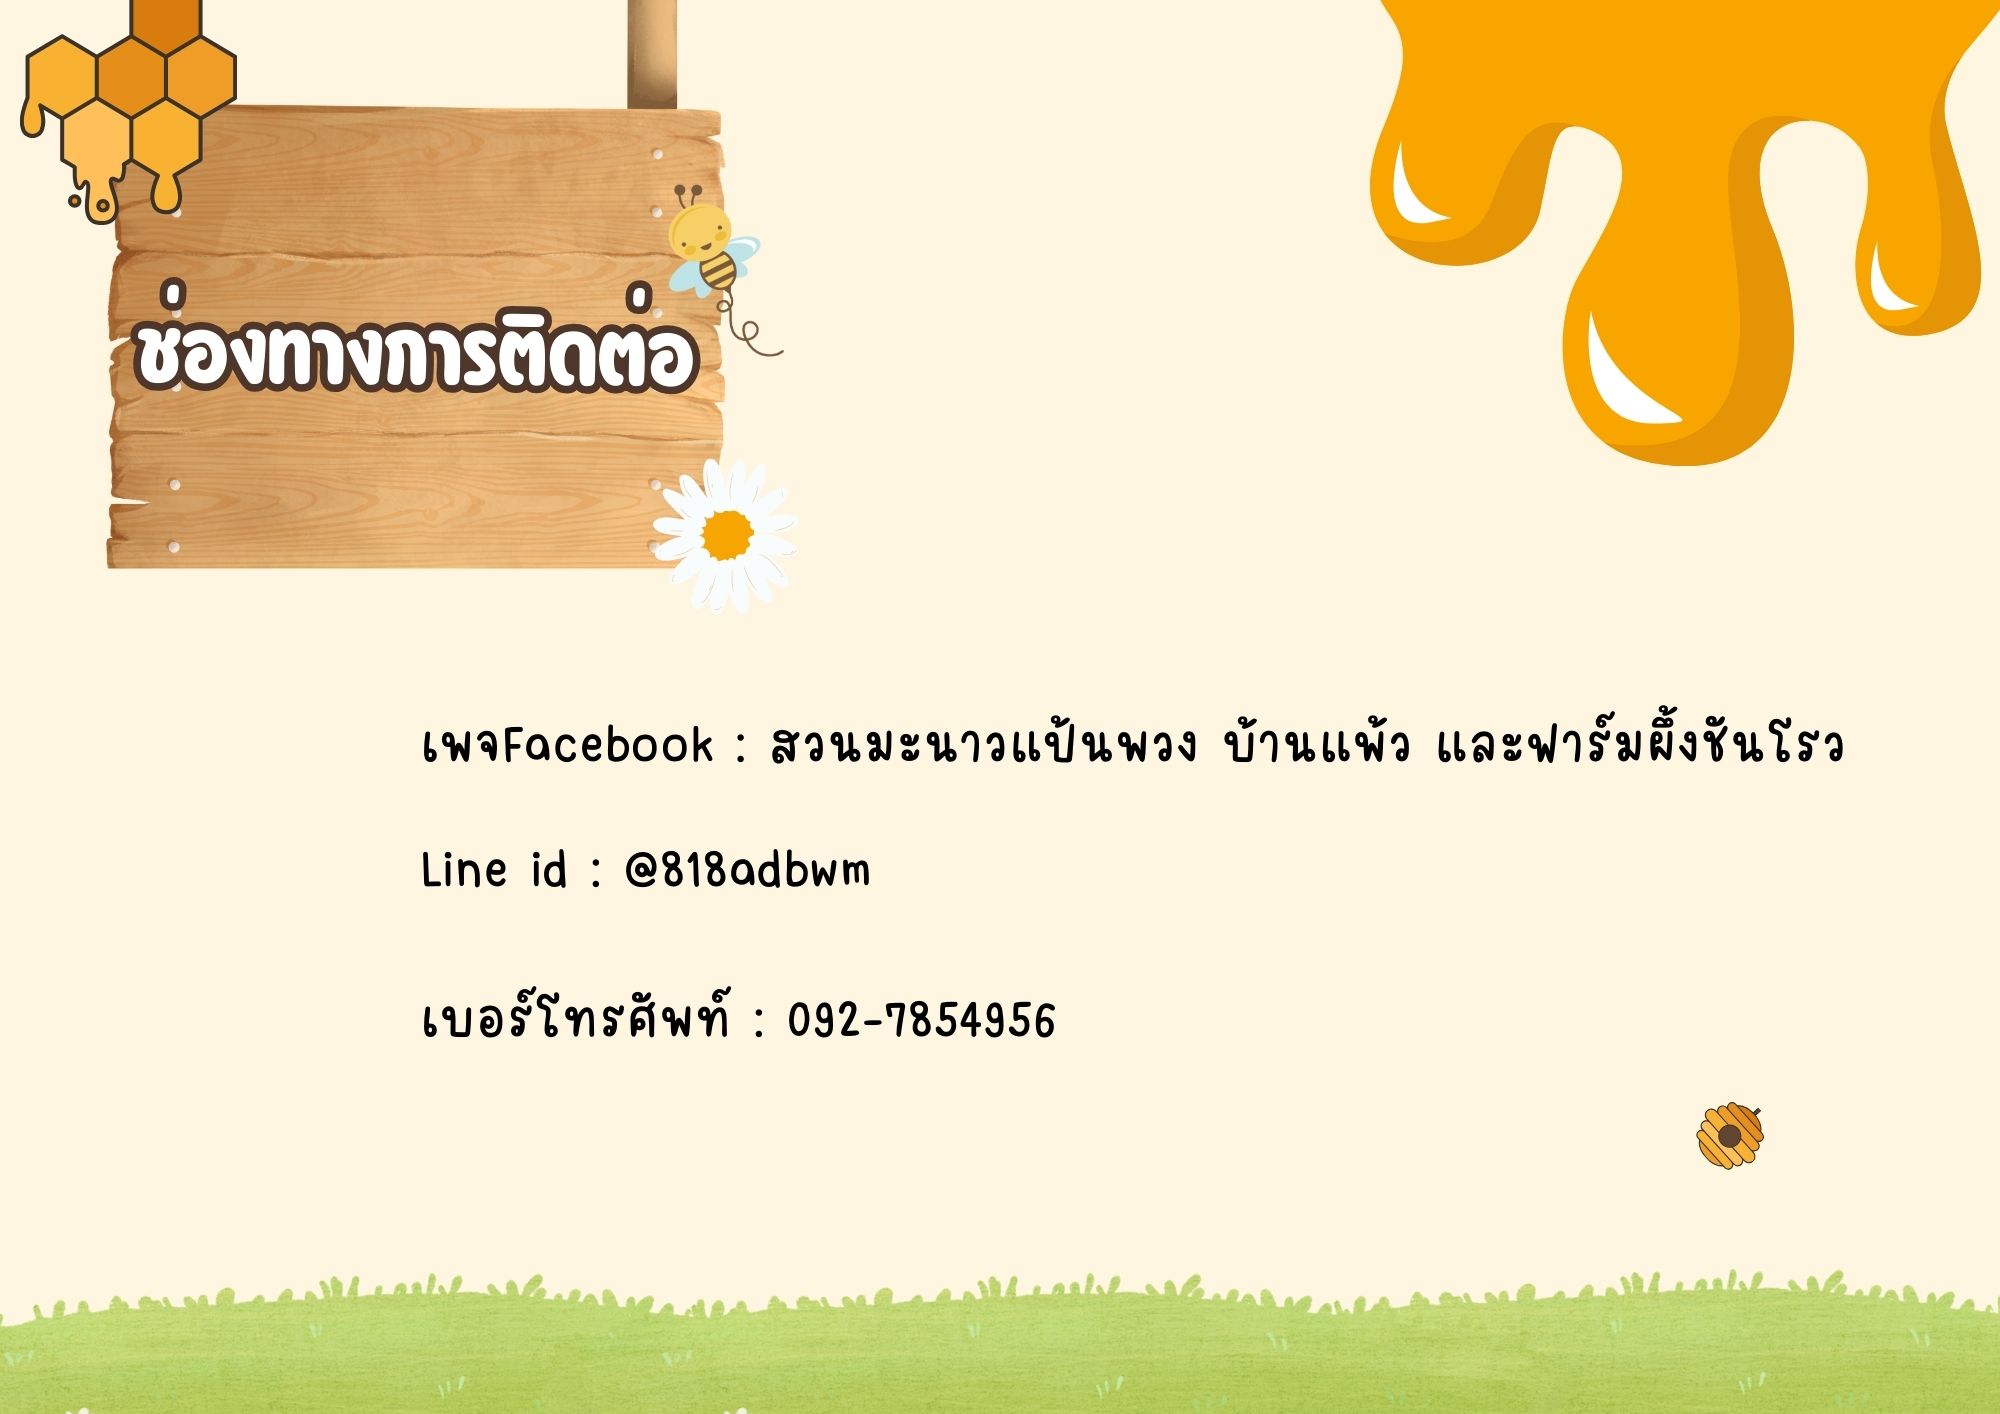 ช่องทางการติดต่อ
เพจFacebook : สวนมะนาวแป้นพวง บ้านแพ้ว และฟาร์มผึ้งชันโรว
Line id : @818adbwm
เบอร์โทรศัพท์ : 092-7854956